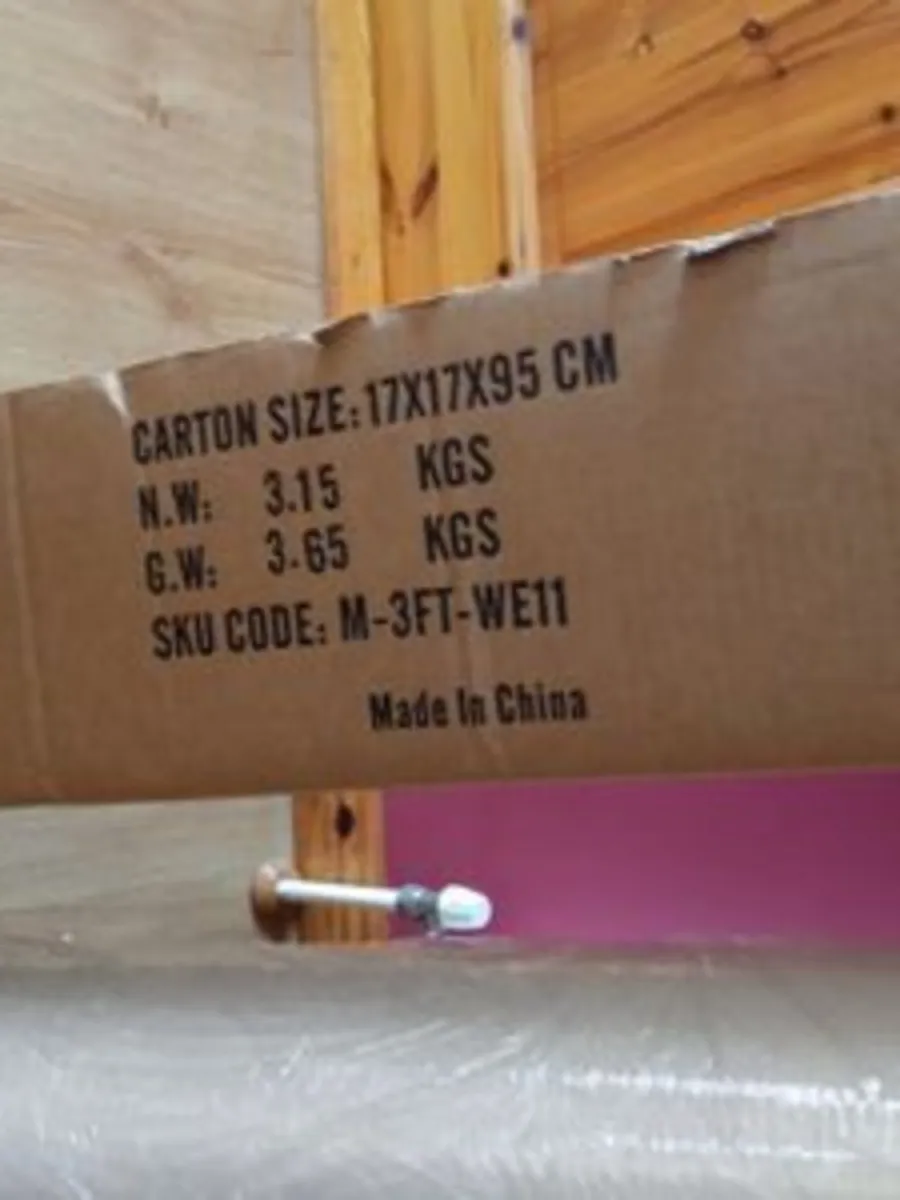 CARTON SIZE: 17X17X95 CM
N.W: 3.15 KGS
G.W: 3.65 KGS
SKU CODE: M-3FT-WE11
Made In China